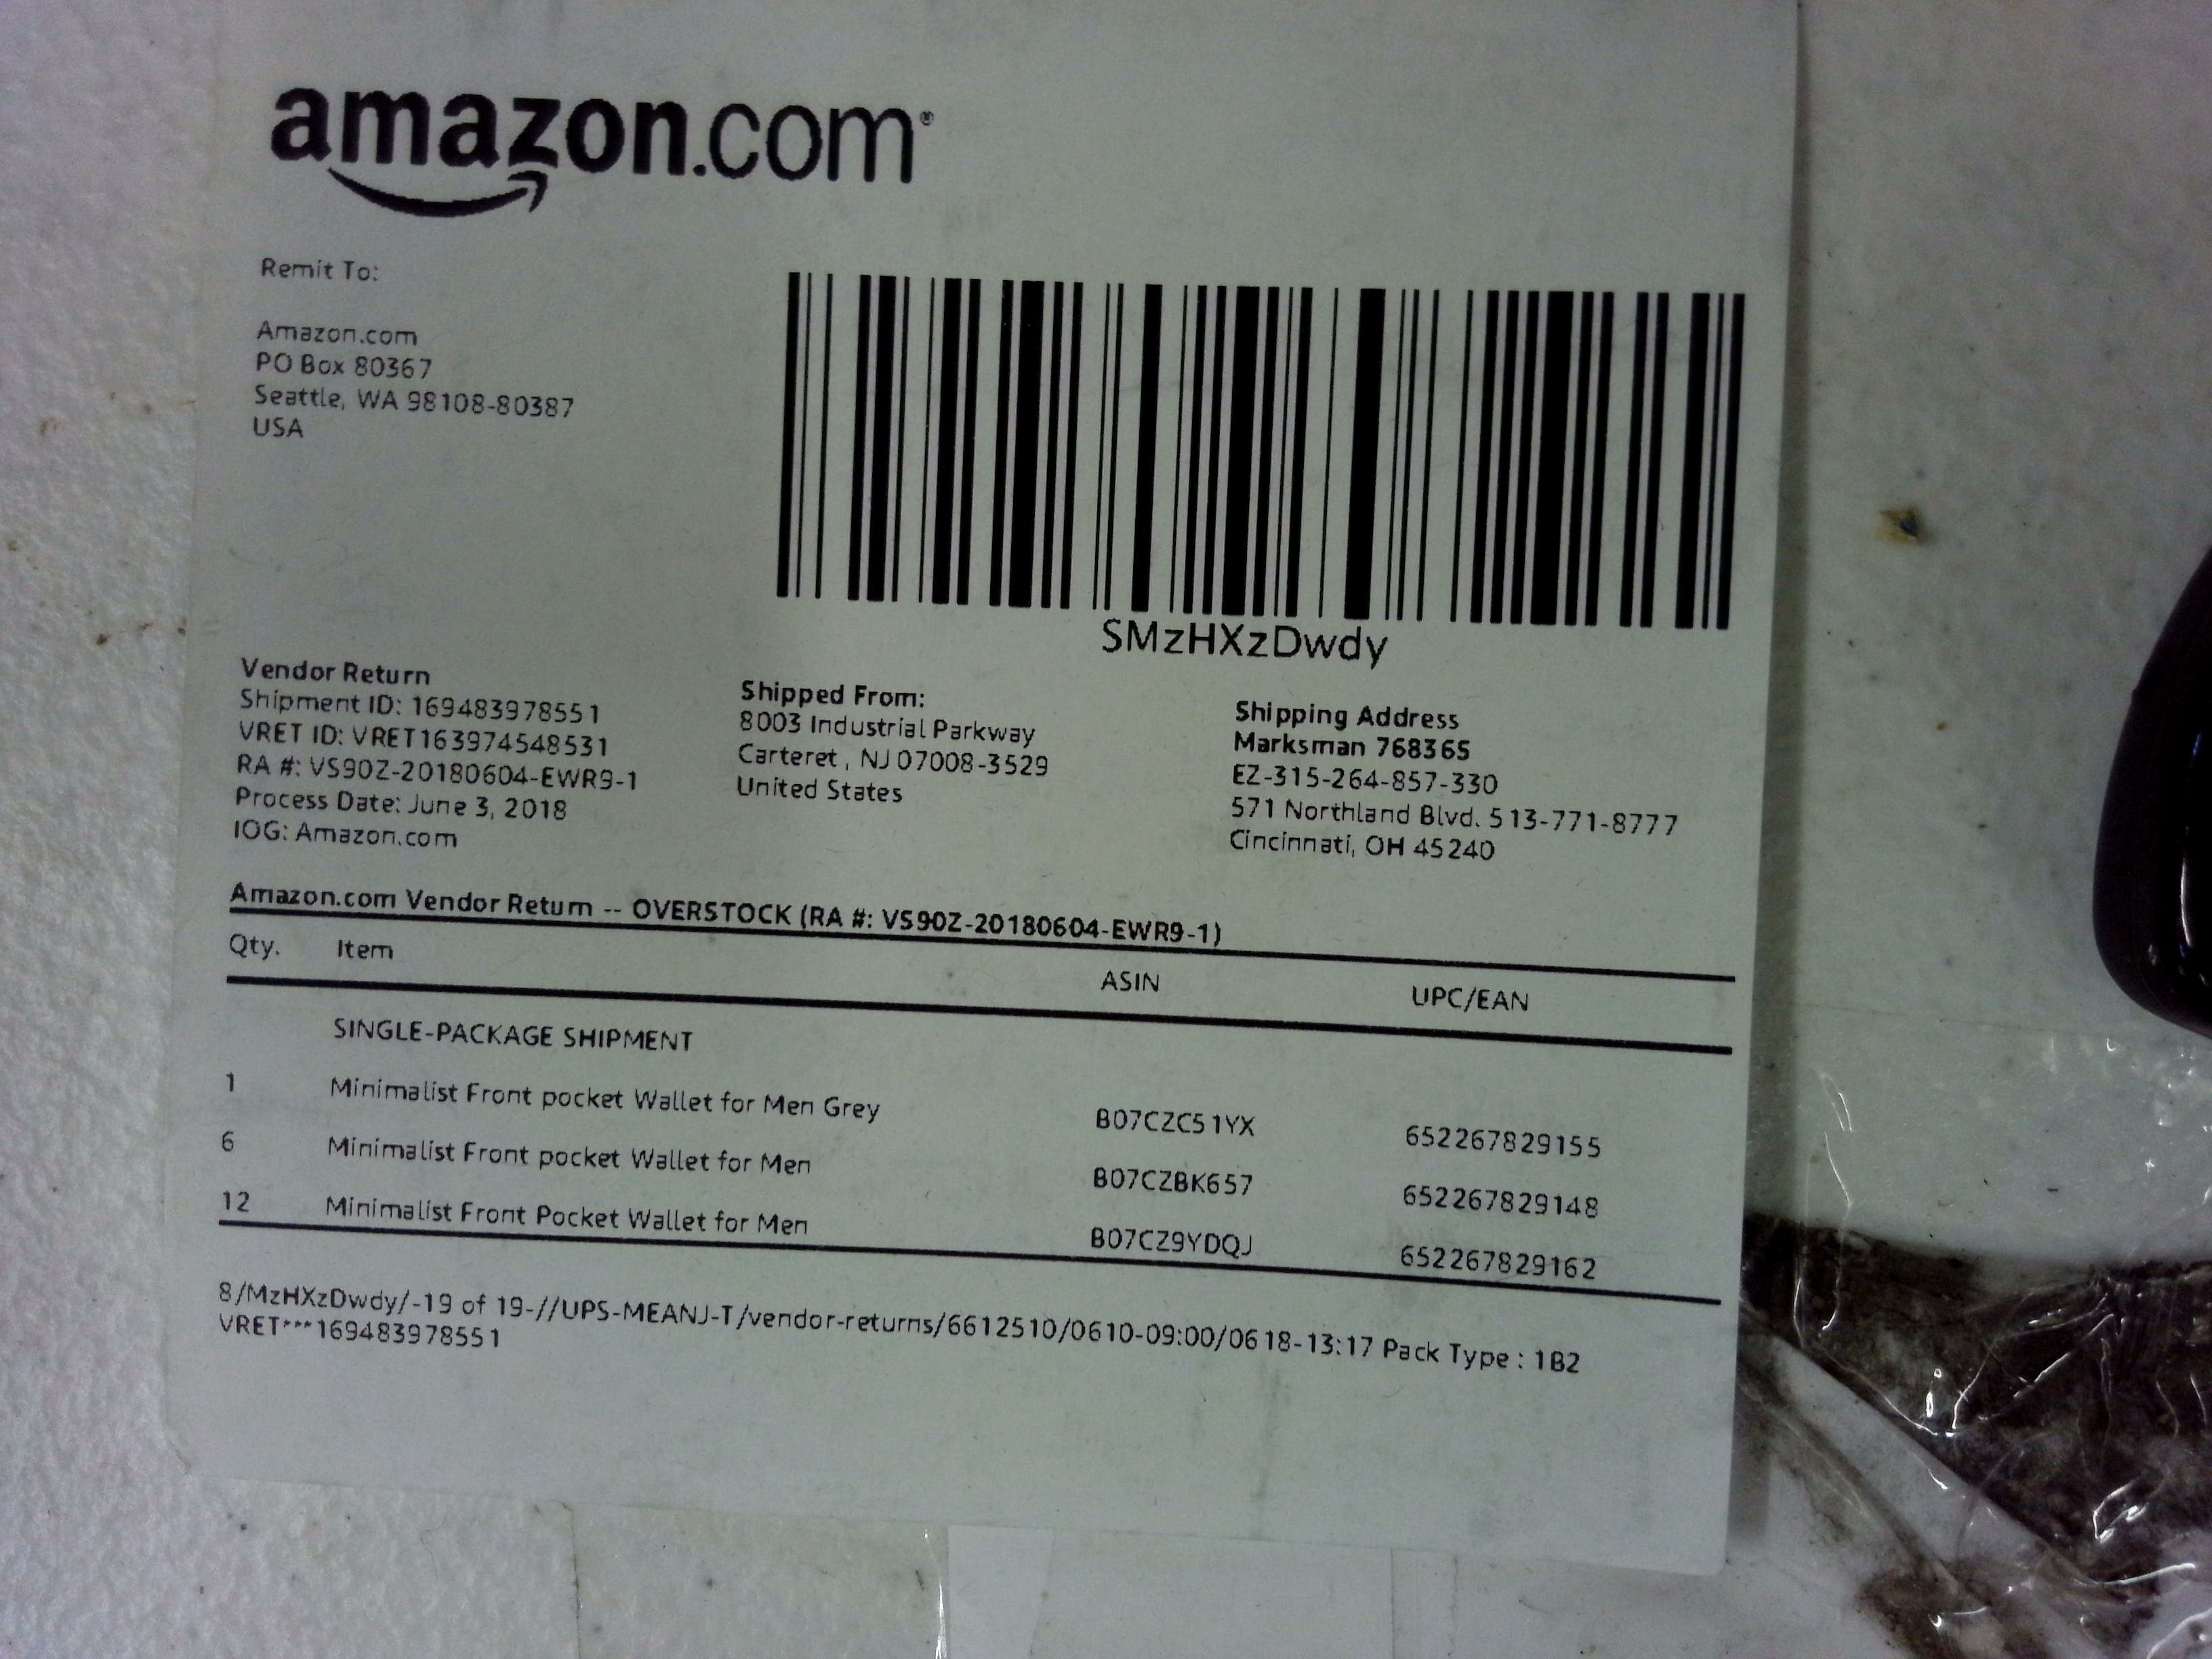 amazon.com®
Remit To:
Amazon.com
PO Box 80367
Seattle, WA 98108-80387
USA
SMzHXzDwdy
Vendor Return
Shipment ID: 169483978551
VRET ID: VRET163974548531
RA #: VS90Z-20180604-EWR9-1
Process Date: June 3, 2018
IOG: Amazon.com
Shipped From:
8003 Industrial Parkway
Carteret , NJ 07008-3529
United States
Shipping Address
Marksman 768365
EZ-315-264-857-330
571 Northland Blvd. 513-771-8777
Cincinnati, OH 45240
Amazon.com Vendor Return -- OVERSTOCK (RA #: VS90Z-20180604-EWR9-1)
Qty. Item ASIN UPC/EAN
SINGLE-PACKAGE SHIPMENT
1 Minimalist Front pocket Wallet for Men Grey B07CZC51YX 652267829155
6 Minimalist Front pocket Wallet for Men B07CZBK657 652267829148
12 Minimalist Front Pocket Wallet for Men B07CZ9YDQJ 652267829162
8/MzHXzDwdy/-19 of 19-//UPS-MEANJ-T/vendor-returns/6612510/0610-09:00/0618-13:17 Pack Type : 1B2
VRET***169483978551